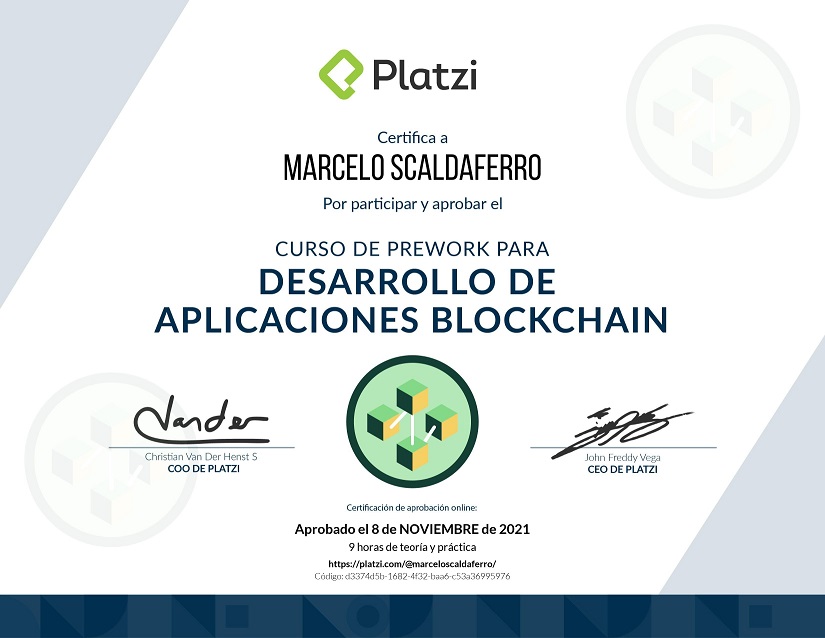 Platzi
Certifica a
MARCELO SCALDAFERRO
Por participar y aprobar el
CURSO DE PREWORK PARA
DESARROLLO DE
APLICACIONES BLOCKCHAIN
Vander
Christian Van Der Henst S
COO DE PLATZI
John Freddy Vega
CEO DE PLATZI
Certificación de aprobación online:
Aprobado el 8 de NOVIEMBRE de 2021
9 horas de teoría y práctica
https://platzi.com/@marceloscaldaferro/
Código: d3374d5b-1682-4f32-baa6-c53a36995976